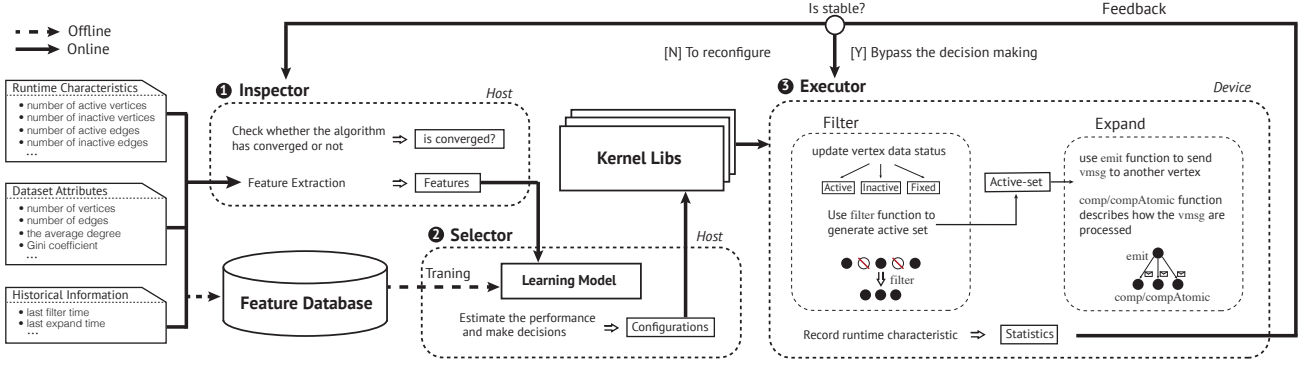 Is stable?
Feedback
Offline
Online
[N] To reconfigure
[Y] Bypass the decision making
Runtime Characteristics
• number of active vertices
• number of inactive vertices
• number of active edges
• number of inactive edges
...
Dataset Attributes
• number of vertices
• number of edges
• the average degree
• Gini coefficient
...
Historical Information
• last filter time
• last expand time
...
1 Inspector
Host
Check whether the algorithm
has converged or not
⇒ is converged?
Feature Extraction ⇒ Features
Feature Database
Traning
2 Selector
Host
Learning Model
Estimate the performance
and make decisions
⇒ Configurations
Kernel Libs
3 Executor
Device
Filter
update vertex data status
Active Inactive Fixed
Use filter function to
generate active set
filter
Active-set
Expand
use emit function to send
vmsg to another vertex
comp/compAtomic function
describes how the vmsg are
processed
emit
comp/compAtomic
Record runtime characteristic ⇒ Statistics